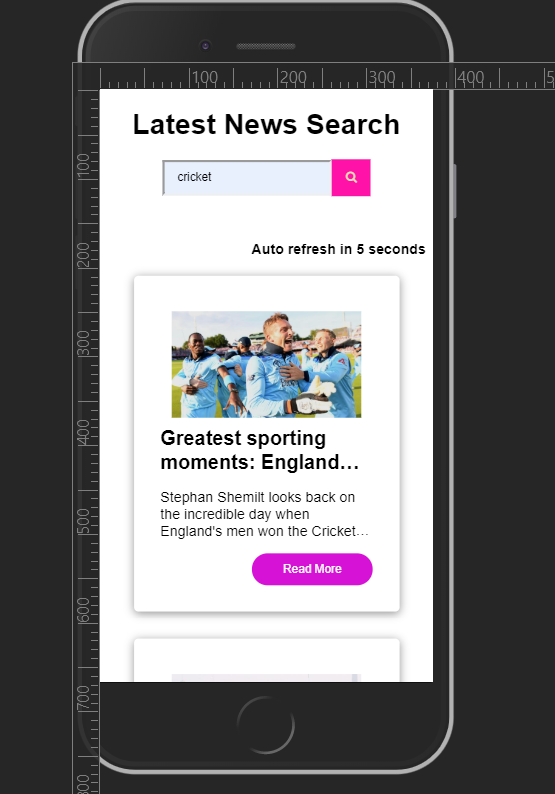 100 200 300 400 5
Latest News Search
cricket
100
200
Auto refresh in 5 seconds
300
400
Greatest sporting
moments: England...
Stephan Shemilt looks back on
500
the incredible day when
England's men won the Cricket...
Read More
600
700
800